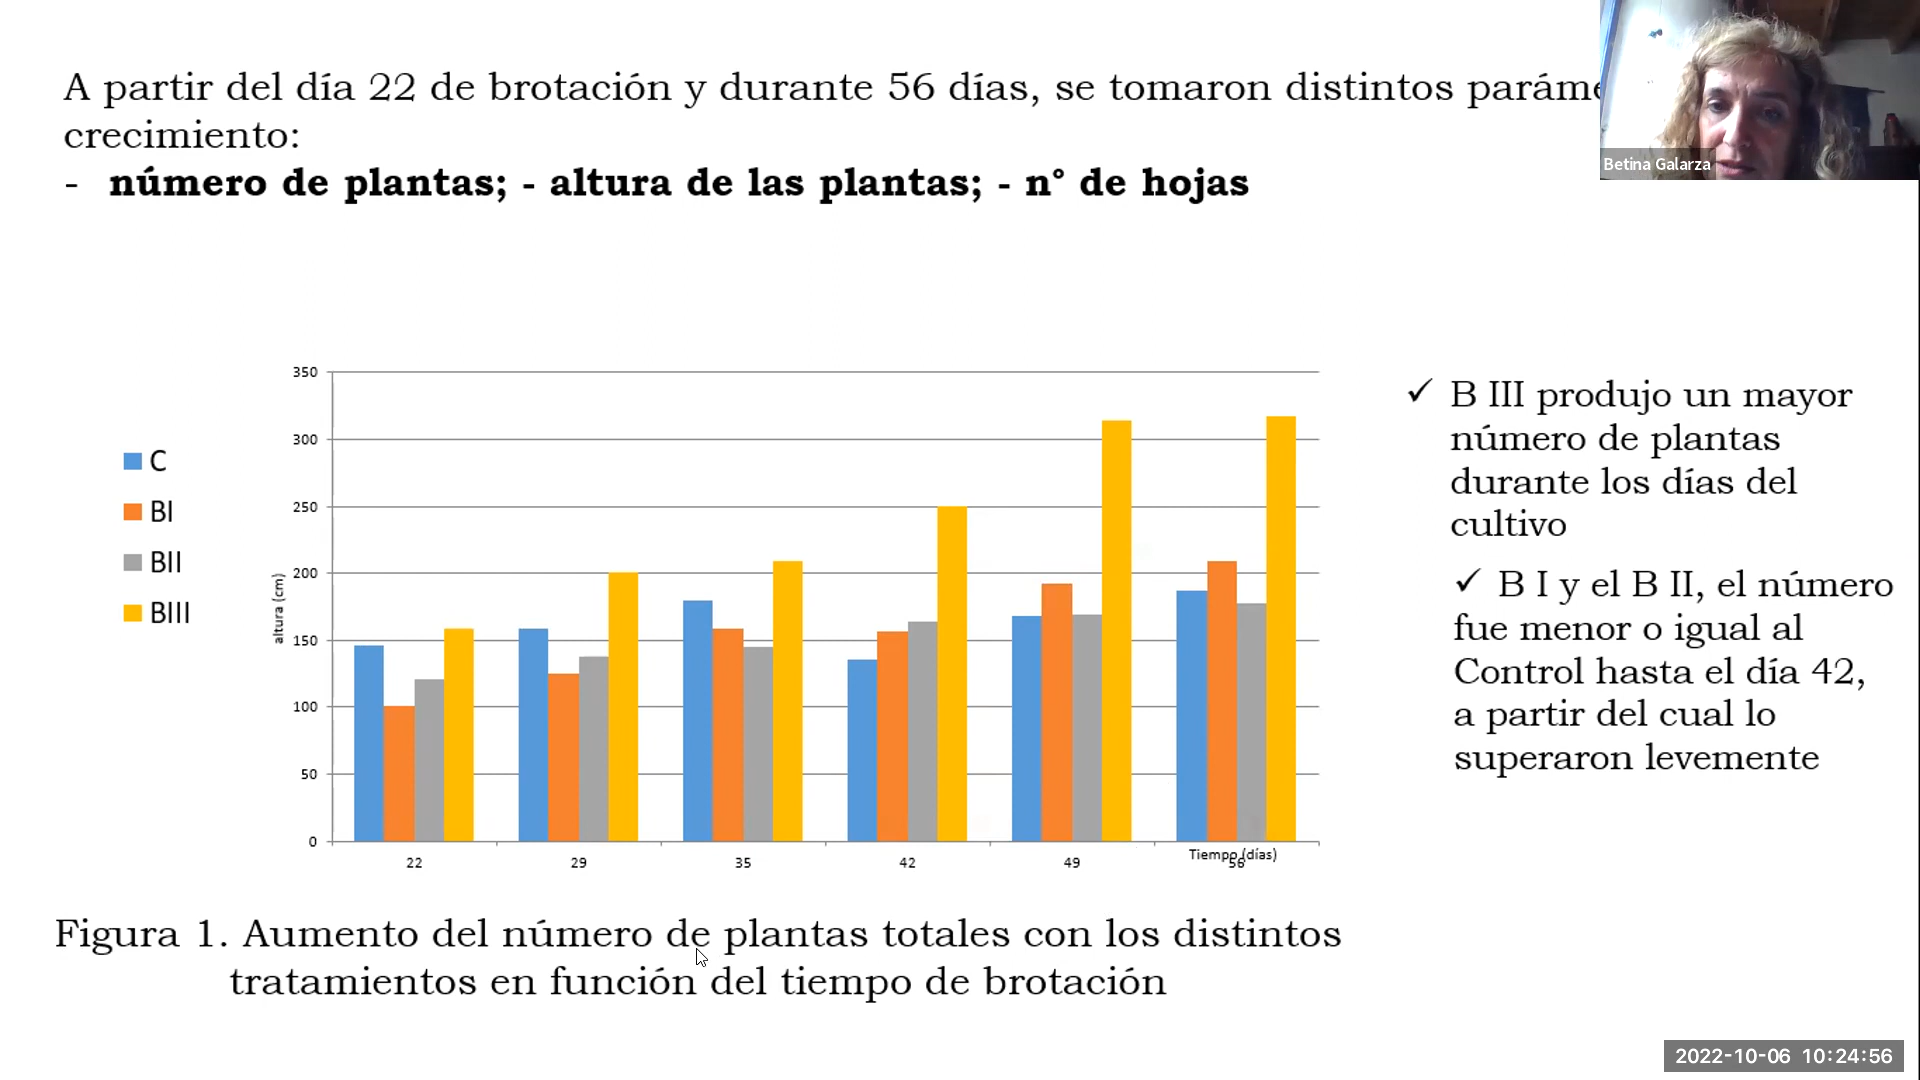 A partir del día 22 de brotación y durante 56 días, se tomaron distintos
crecimiento:
- número de plantas; - altura de las plantas; - n° de hojas
Betina Galarza
C
BI
BII
BIII
350
300
250
200
150
100
50
0
altura (cm)
22
29
35
42
49
56
Tiempo (días)
✓ B III produjo un mayor
número de plantas
durante los días del
cultivo
✓ B I y el B II, el número
fue menor o igual al
Control hasta el día 42,
a partir del cual lo
superaron levemente
Figura 1. Aumento del número de plantas totales con los distintos
tratamientos en función del tiempo de brotación
2022-10-06 10:24:56